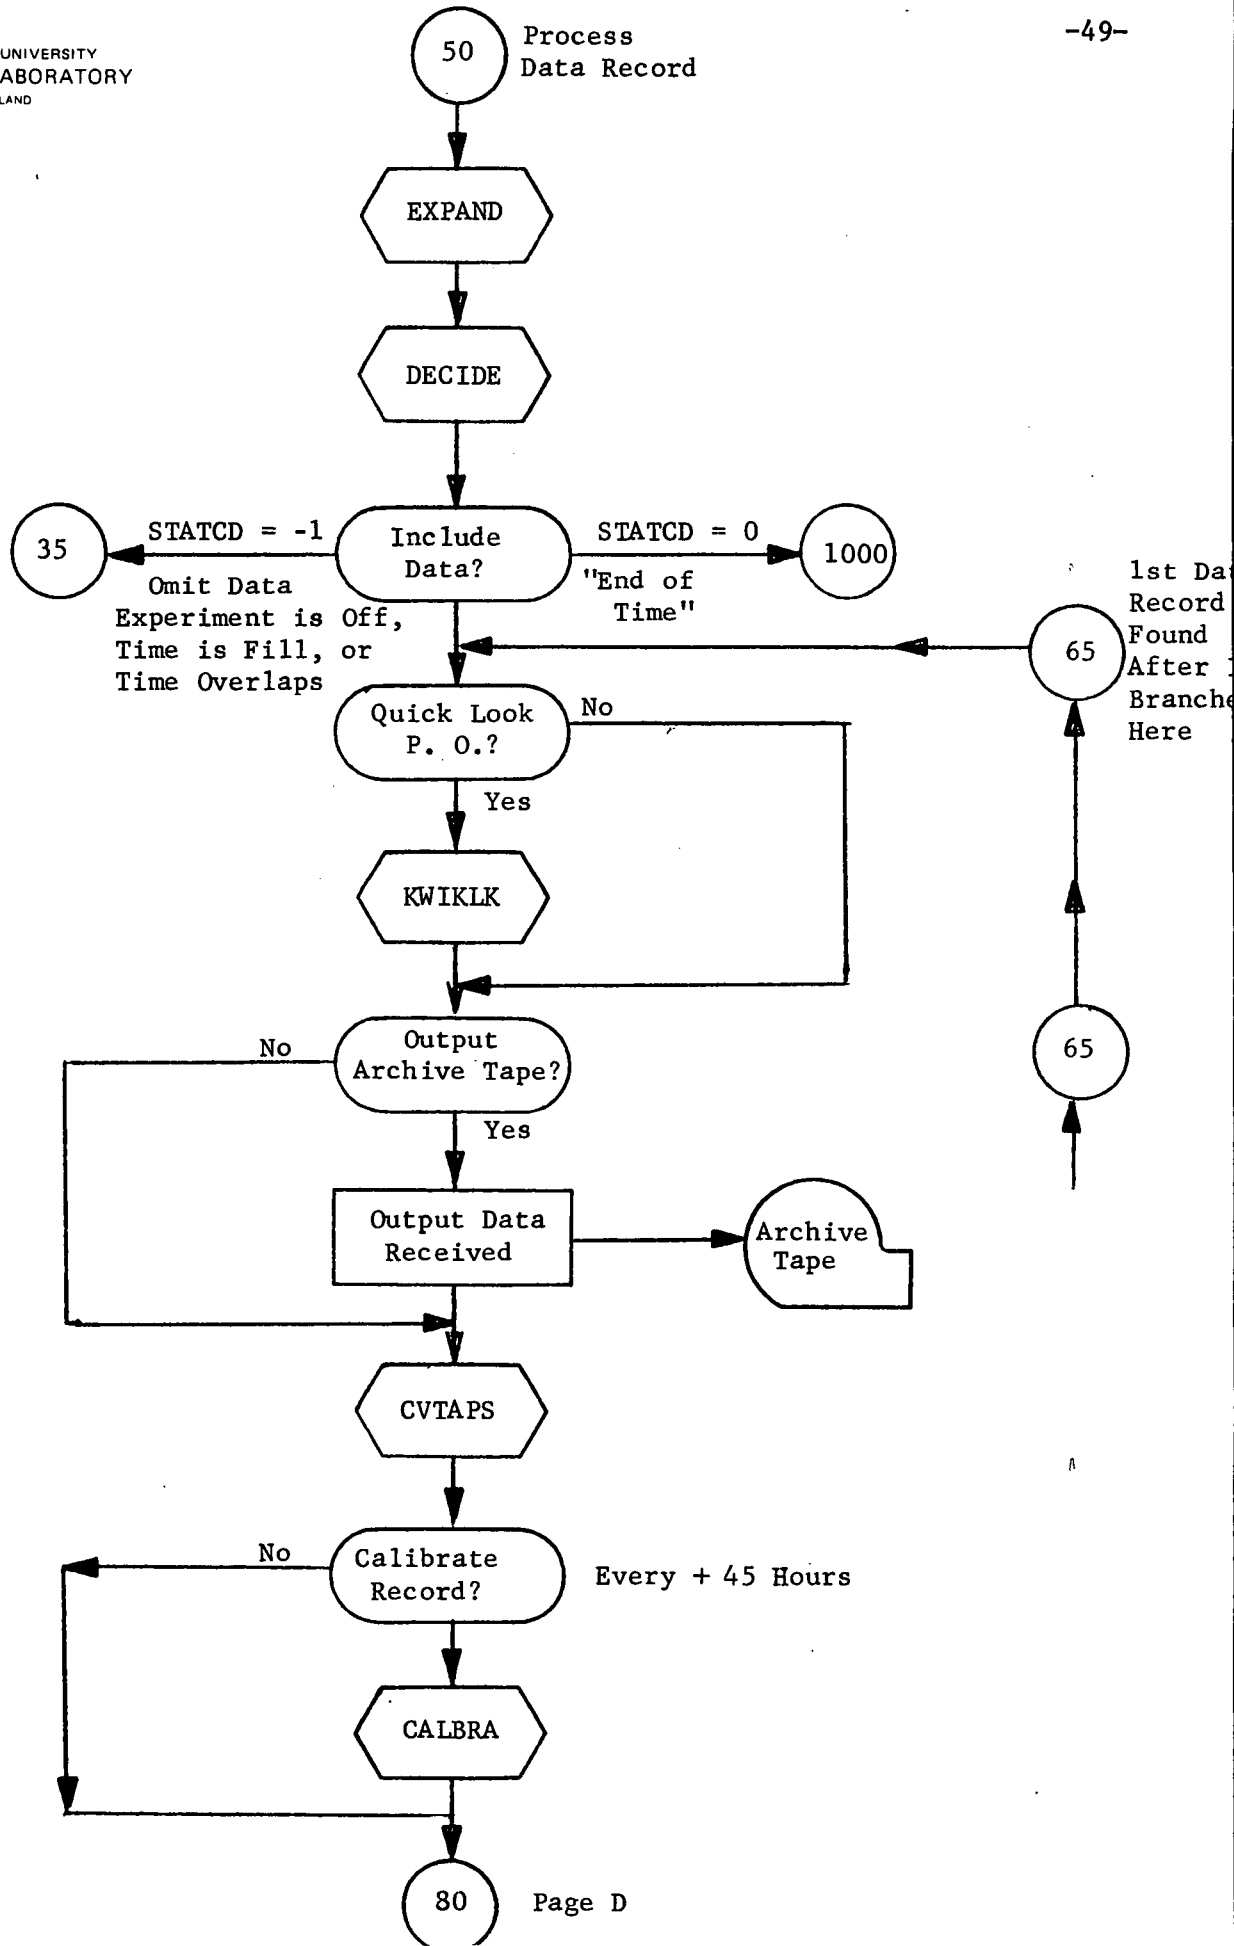 UNIVERSITY
ABORATORY
LAND
-49-
50
Process
Data Record
EXPAND
DECIDE
35
STATCD = -1
Omit Data
Experiment is Off,
Time is Fill, or
Time Overlaps
Include
Data?
STATCD = 0
"End of
Time"
1000
65
1st Da
Record
Found
After
Branche
Here
Quick Look
P. O.?
No
Yes
KWIKLK
65
No
Output
Archive Tape?
Yes
Output Data
Received
Archive
Tape
CVTAPS
No
Calibrate
Record?
Every + 45 Hours
CALBRA
80
Page D